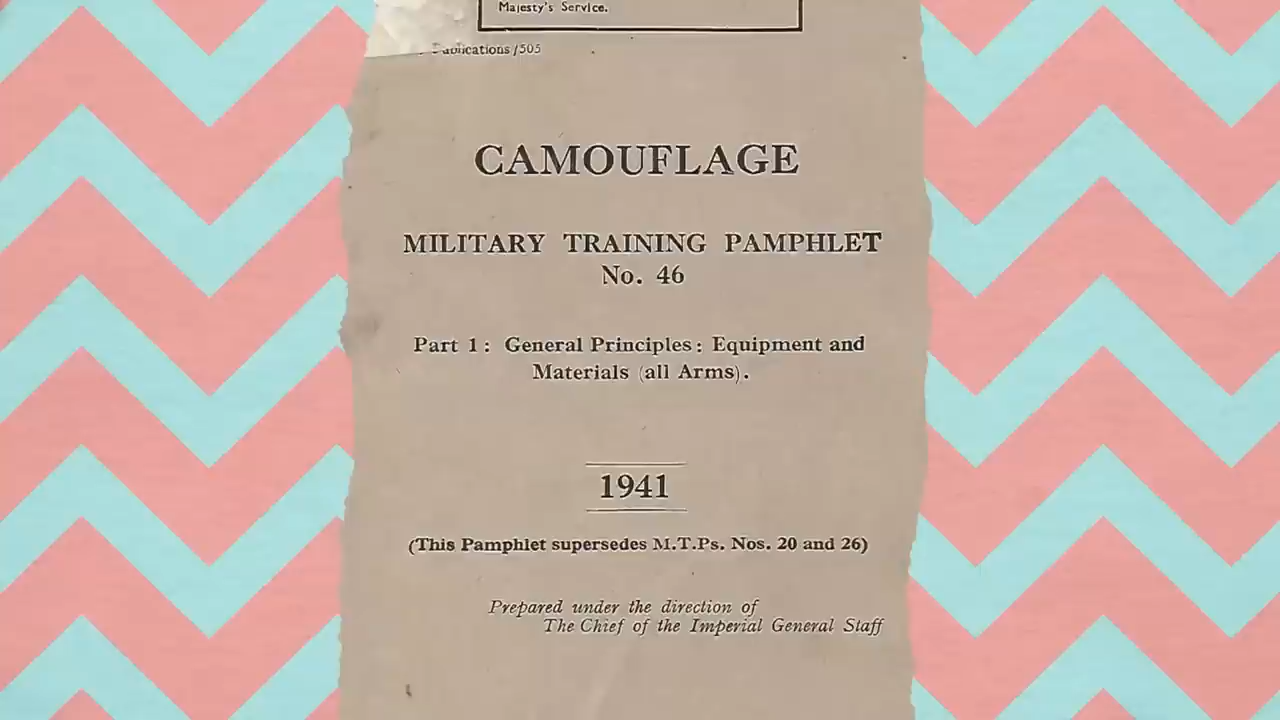 Majesty's Service.
/505
CAMOUFLAGE
MILITARY TRAINING PAMPHLET
No. 46
Part 1: General Principles: Equipment and
Materials (all Arms).
1941
(This Pamphlet supersedes M.T.Ps. Nos. 20 and 26)
Prepared under the direction of
The Chief of the Imperial General Staff